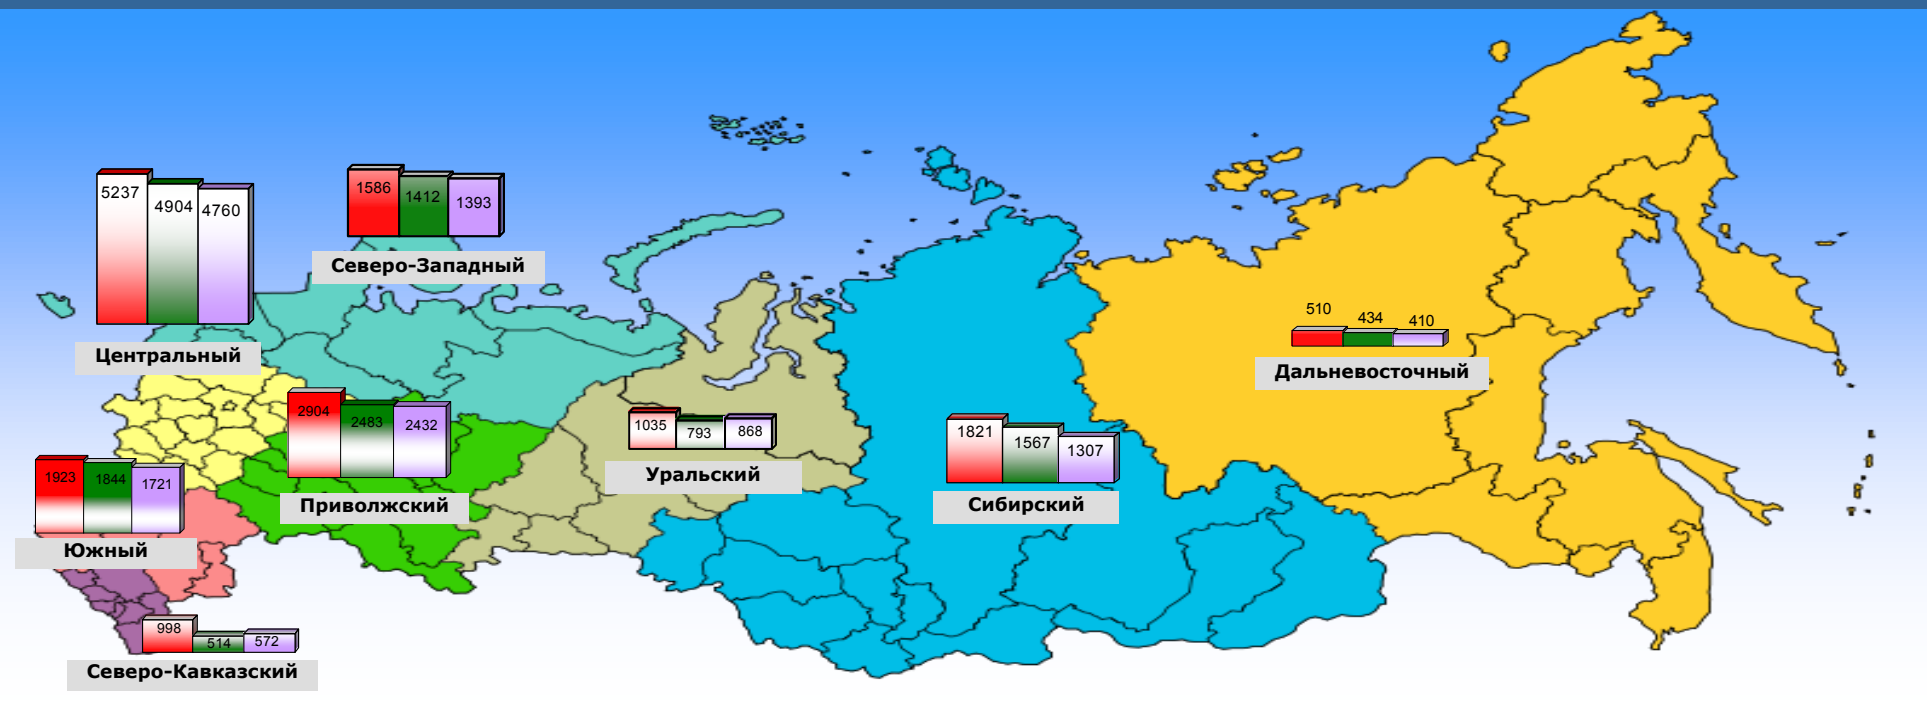 5237 4904 4760
Центральный
1586 1412 1393
Северо-Западный
2904 2483 2432
Приволжский
1923 1844 1721
Южный
998 514 572
Северо-Кавказский
1035 793 868
Уральский
1821 1567 1307
Сибирский
510 434 410
Дальневосточный